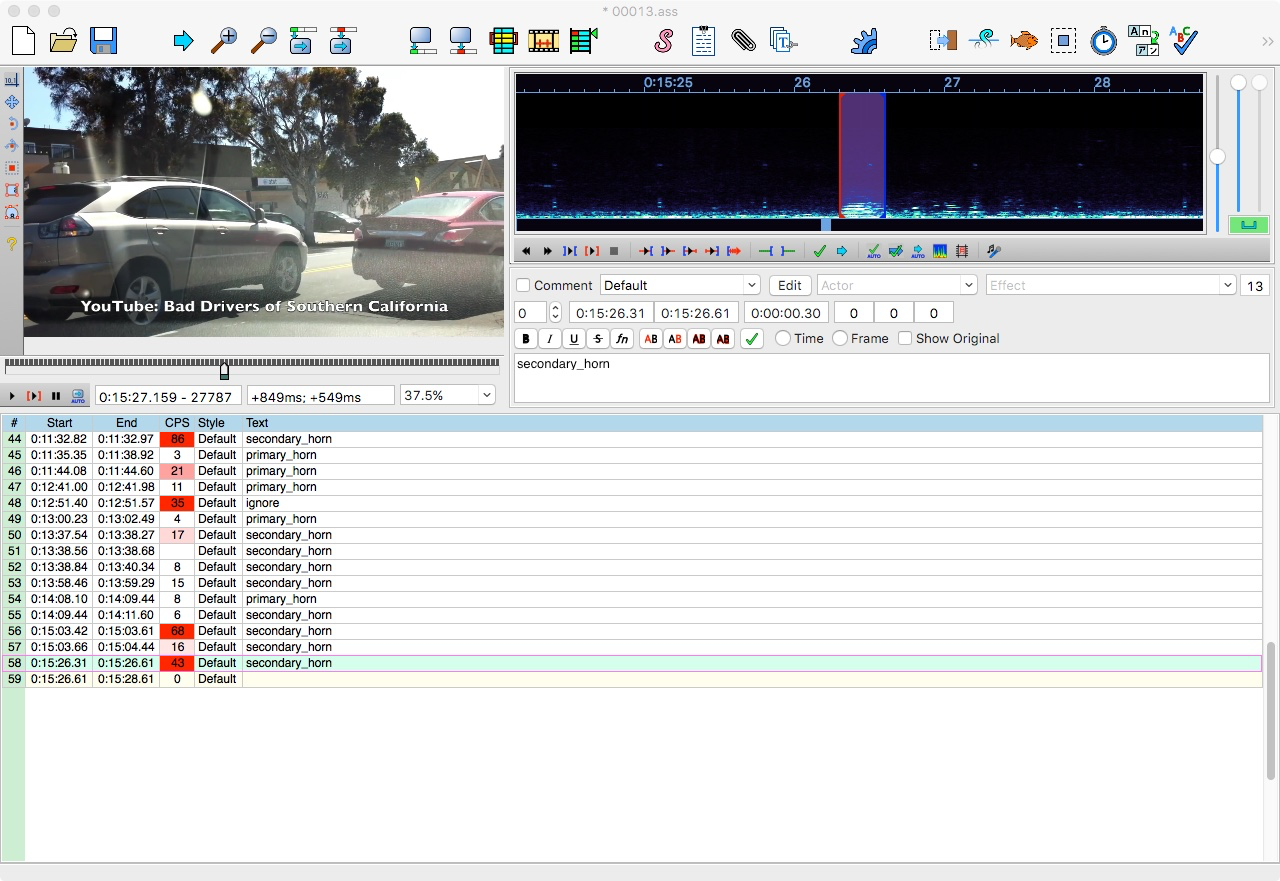 * 00013.ass
0:15:25 26 27 28
YouTube: Bad Drivers of Southern California
Comment Default Edit Actor Effect 13
0 0:15:26.31 0:15:26.61 0:00:00.30 0 0 0
B I U S fn AB AB AB AB Time Frame Show Original
secondary_horn
0:15:27.159 - 27787 +849ms; +549ms 37.5%
# Start End CPS Style Text
44 0:11:32.82 0:11:32.97 86 Default secondary_horn
45 0:11:35.35 0:11:38.92 3 Default primary_horn
46 0:11:44.08 0:11:44.60 21 Default primary_horn
47 0:12:41.00 0:12:41.98 11 Default primary_horn
48 0:12:51.40 0:12:51.57 35 Default ignore
49 0:13:00.23 0:13:02.49 4 Default primary_horn
50 0:13:37.54 0:13:38.27 17 Default secondary_horn
51 0:13:38.56 0:13:38.68 Default secondary_horn
52 0:13:38.84 0:13:40.34 8 Default secondary_horn
53 0:13:58.46 0:13:59.29 15 Default secondary_horn
54 0:14:08.10 0:14:09.44 8 Default primary_horn
55 0:14:09.44 0:14:11.60 6 Default secondary_horn
56 0:15:03.42 0:15:03.61 68 Default secondary_horn
57 0:15:03.66 0:15:04.44 16 Default secondary_horn
58 0:15:26.31 0:15:26.61 43 Default secondary_horn
59 0:15:26.61 0:15:28.61 0 Default